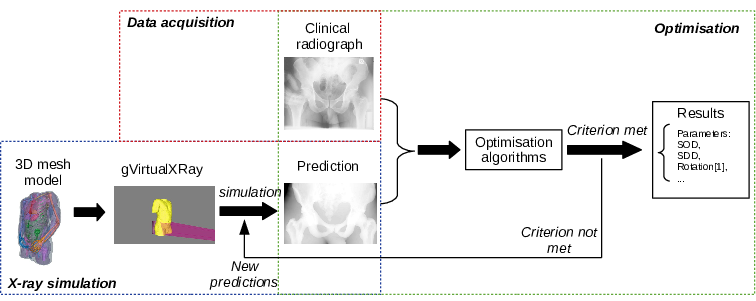 Data acquisition
Clinical
radiograph
Optimisation
3D mesh
model
gVirtualXRay
simulation
Prediction
Optimisation
algorithms
Criterion met
Results
Parameters:
SOD,
SDD,
Rotation[1],
...
Criterion not
met
New
predictions
X-ray simulation